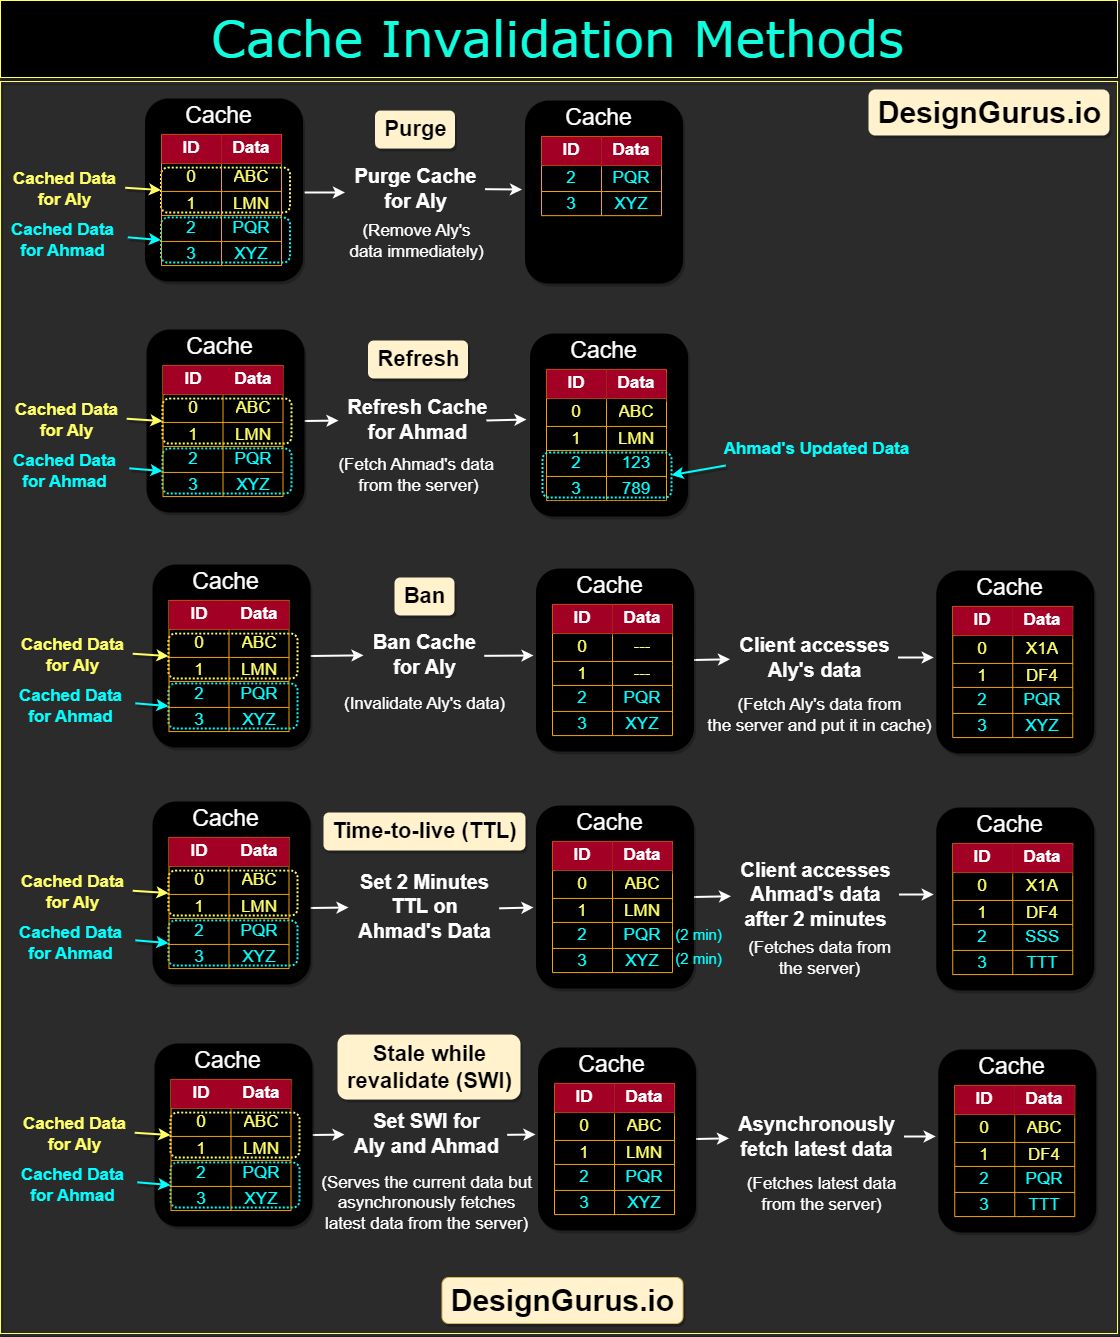 Cache Invalidation Methods
DesignGurus.io
Cache
ID Data
0 ABC
1 LMN
2 PQR
3 XYZ
Cached Data
for Aly
Cached Data
for Ahmad
Purge
Purge Cache
for Aly
(Remove Aly's
data immediately)
Cache
ID Data
2 PQR
3 XYZ
Cache
ID Data
0 ABC
1 LMN
2 PQR
3 XYZ
Cached Data
for Aly
Cached Data
for Ahmad
Refresh
Refresh Cache
for Ahmad
(Fetch Ahmad's data
from the server)
Cache
ID Data
0 ABC
1 LMN
2 123
3 789
Ahmad's Updated Data
Cache
ID Data
0 ABC
1 LMN
2 PQR
3 XYZ
Cached Data
for Aly
Cached Data
for Ahmad
Ban
Ban Cache
for Aly
(Invalidate Aly's data)
Cache
ID Data
0 ---
1 ---
2 PQR
3 XYZ
Client accesses
Aly's data
(Fetch Aly's data from
the server and put it in cache)
Cache
ID Data
0 X1A
1 DF4
2 PQR
3 XYZ
Cache
ID Data
0 ABC
1 LMN
2 PQR
3 XYZ
Cached Data
for Aly
Cached Data
for Ahmad
Time-to-live (TTL)
Set 2 Minutes
TTL on
Ahmad's Data
Cache
ID Data
0 ABC
1 LMN
2 PQR (2 min)
3 XYZ (2 min)
Client accesses
Ahmad's data
after 2 minutes
(Fetches data from
the server)
Cache
ID Data
0 X1A
1 DF4
2 SSS
3 TTT
Cache
ID Data
0 ABC
1 LMN
2 PQR
3 XYZ
Cached Data
for Aly
Cached Data
for Ahmad
Stale while
revalidate (SWI)
Set SWI for
Aly and Ahmad
(Serves the current data but
asynchronously fetches
latest data from the server)
Cache
ID Data
0 ABC
1 LMN
2 PQR
3 XYZ
Asynchronously
fetch latest data
(Fetches latest data
from the server)
Cache
ID Data
0 ABC
1 DF4
2 PQR
3 TTT
DesignGurus.io